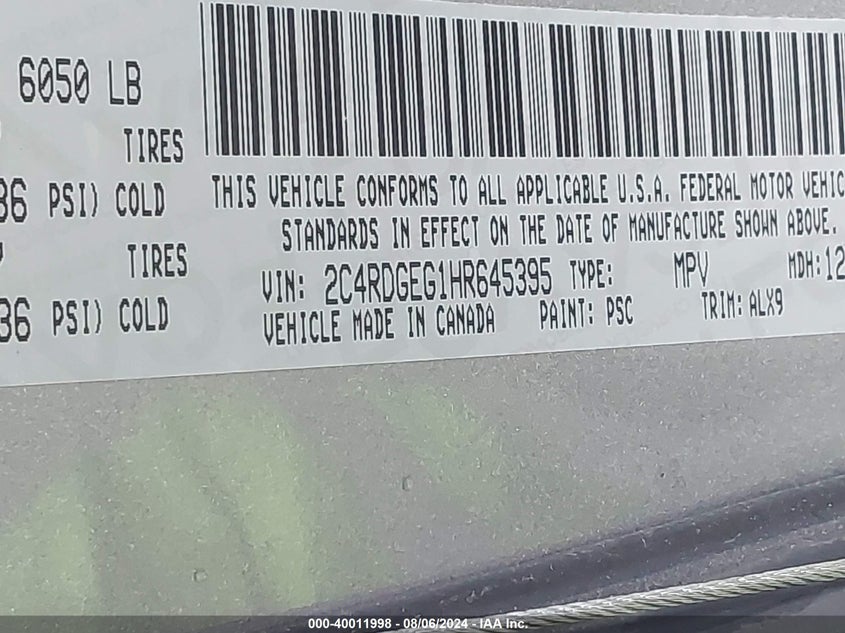 6050 LB
TIRES
36 PSI) COLD
TIRES
36 PSI) COLD
THIS VEHICLE CONFORMS TO ALL APPLICABLE U.S.A. FEDERAL MOTOR VEHIC
STANDARDS IN EFFECT ON THE DATE OF MANUFACTURE SHOWN ABOVE.
VIN: 2C4RDGEG1HR645395 TYPE: MPV MDH: 12
VEHICLE MADE IN CANADA PAINT: PSC TRIM: ALX9
000-40011998 - 08/06/2024 - IAA Inc.